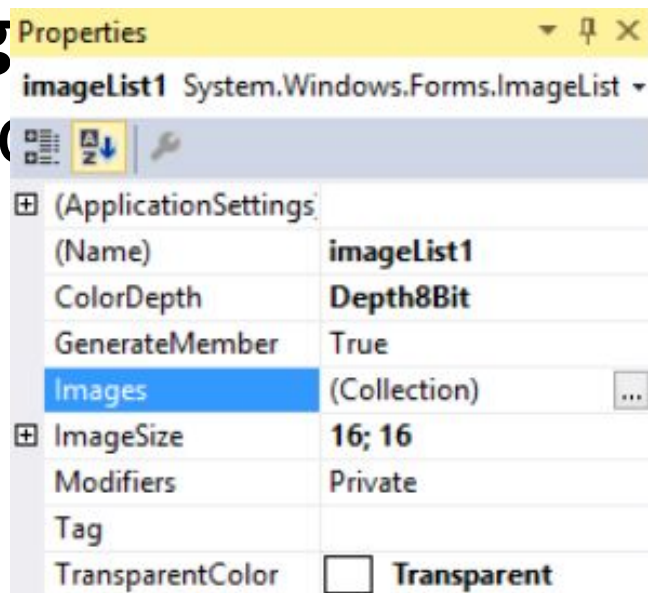 Properties
imageList1 System.Windows.Forms.ImageList
(ApplicationSettings)
(Name) imageList1
ColorDepth Depth8Bit
GenerateMember True
Images (Collection) ...
ImageSize 16; 16
Modifiers Private
Tag
TransparentColor Transparent